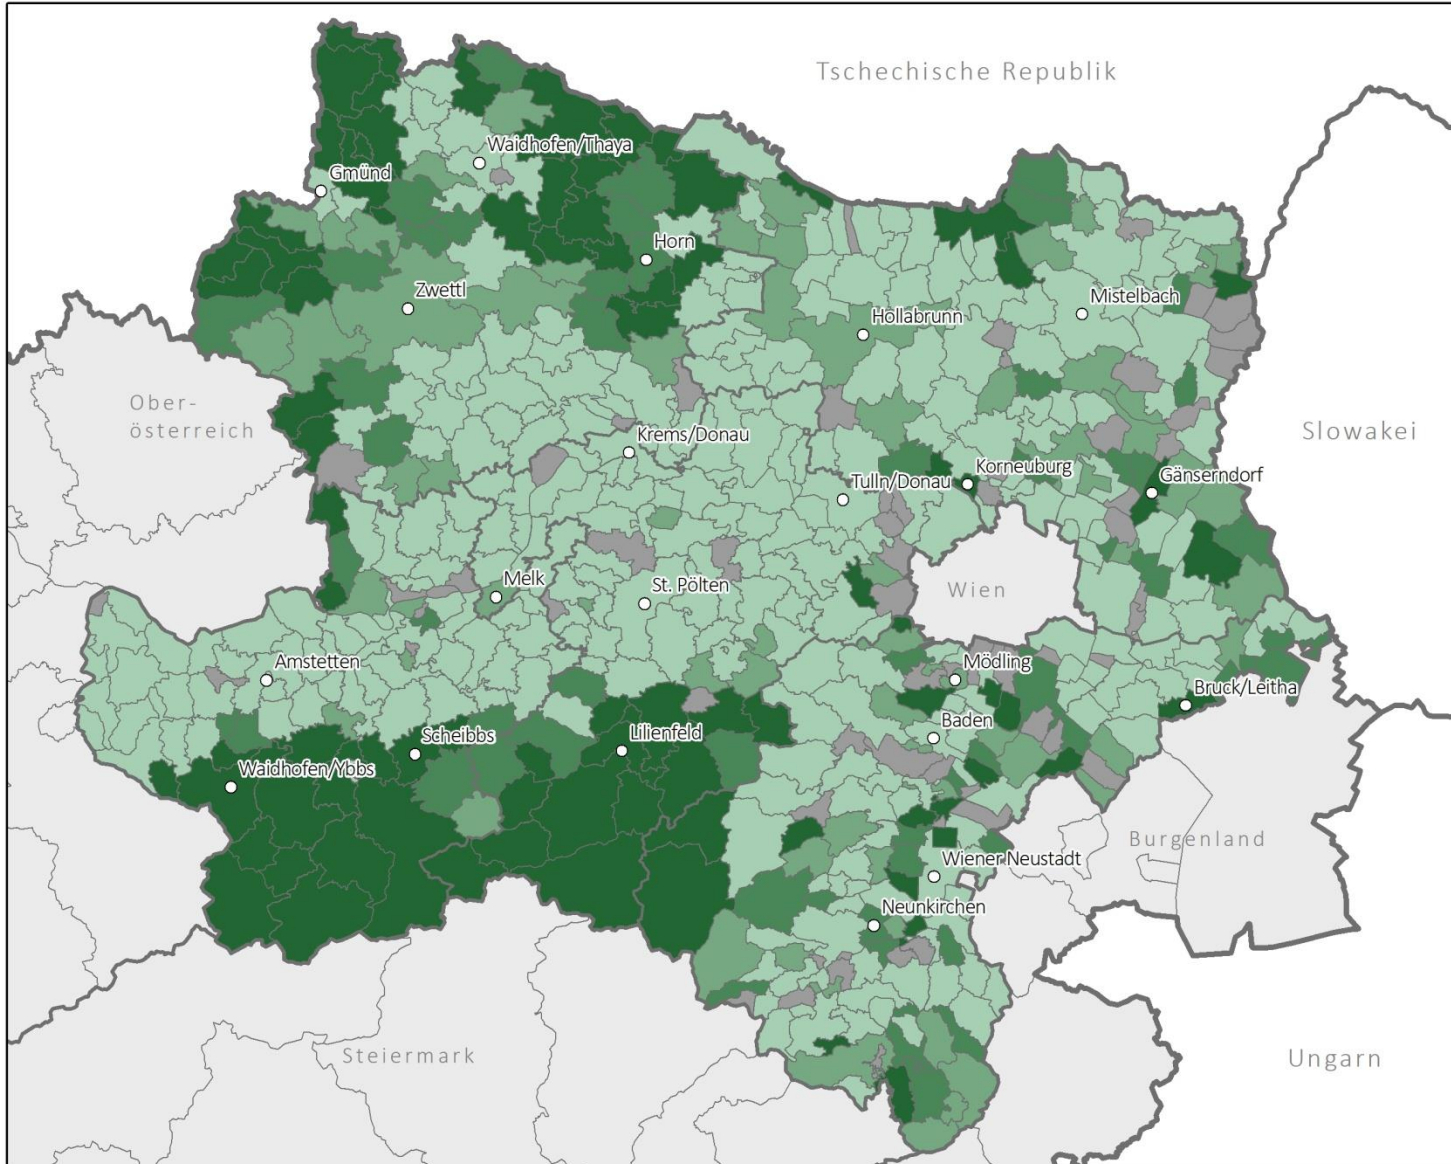 Tschechische Republik
Waidhofen/Thaya
Gmünd
Horn
Zwettl
Mistelbach
Hollabrunn
Ober-
österreich
Slowakei
Krems/Donau
Korneuburg
Gänserndorf
Tulln/Donau
Melk
St. Pölten
Wien
Amstetten
Mödling
Bruck/Leitha
Baden
Scheibbs
Lilienfeld
Waidhofen/Ybbs
Burgenland
Wiener Neustadt
Neunkirchen
Steiermark
Ungarn